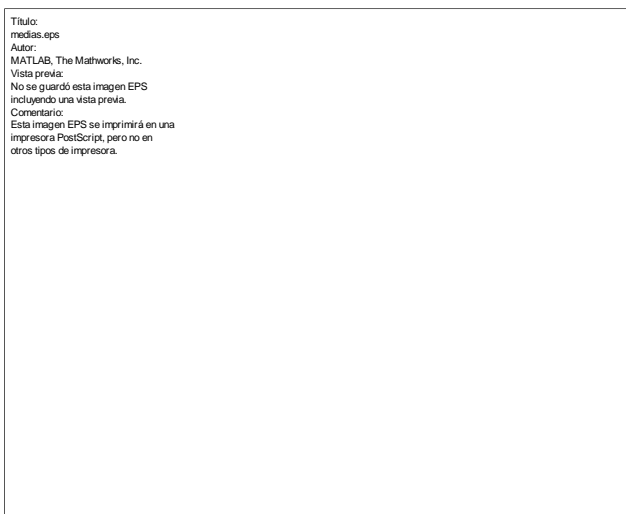 Título:
medias.eps
Autor:
MATLAB, The Mathworks, Inc.
Vista previa:
No se guardó esta imagen EPS
incluyendo una vista previa.
Comentario:
Esta imagen EPS se imprimirá en una
impresora PostScript, pero no en
otros tipos de impresora.